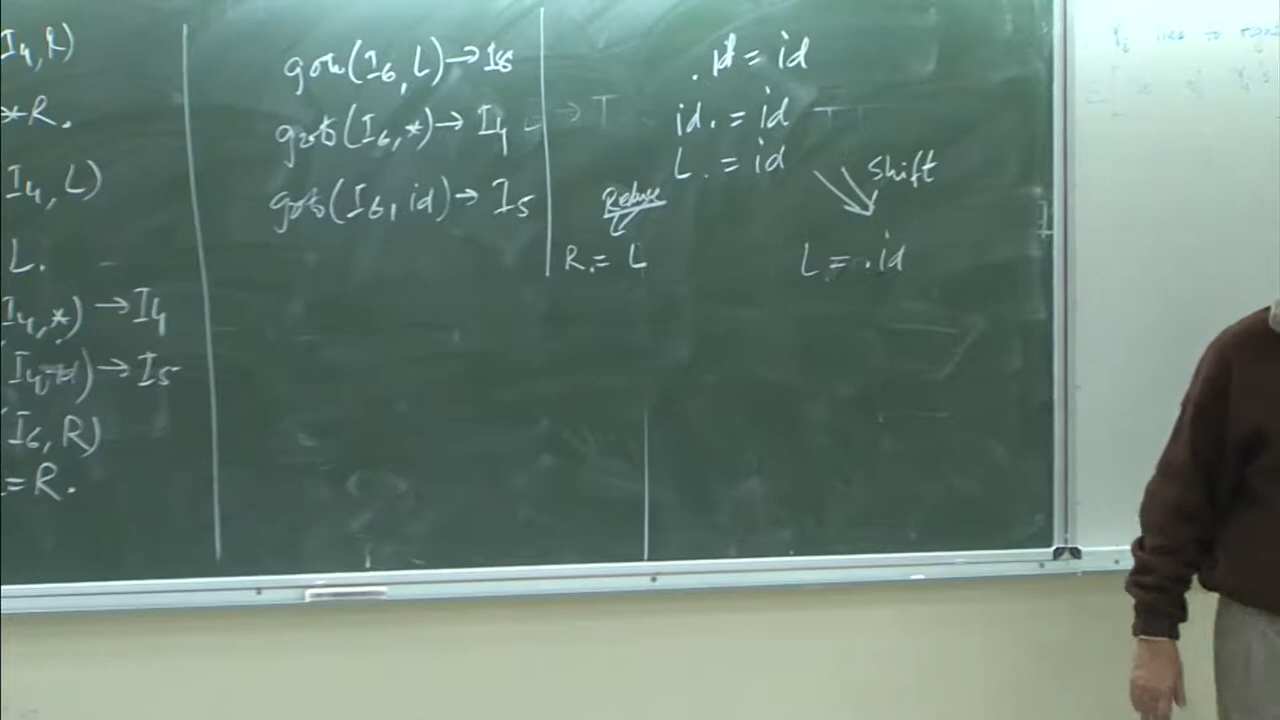 I4, R)
*R.
I4, L)
L.
I4, *) → I4
I4, id) → I5
I6, R)
= R.
goto(I6, L) → I8
goto(I6, *) → I4
goto(I6, id) → I5
. id = id
id. = id
L. = id
Reduce
Shift
R. = L
L = . id